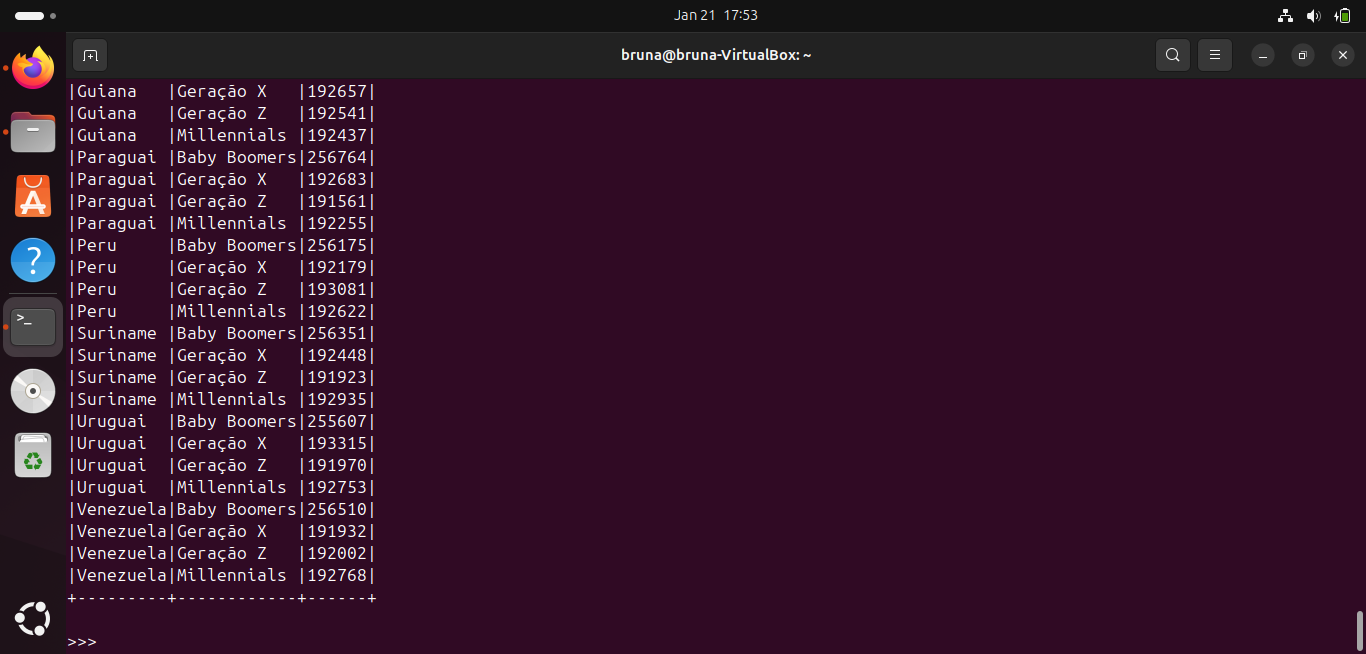 Jan 21 17:53
bruna@bruna-VirtualBox: ~
|Guiana   |Geração X   |192657|
|Guiana   |Geração Z   |192541|
|Guiana   |Millennials |192437|
|Paraguai |Baby Boomers|256764|
|Paraguai |Geração X   |192683|
|Paraguai |Geração Z   |191561|
|Paraguai |Millennials |192255|
|Peru     |Baby Boomers|256175|
|Peru     |Geração X   |192179|
|Peru     |Geração Z   |193081|
|Peru     |Millennials |192622|
|Suriname |Baby Boomers|256351|
|Suriname |Geração X   |192448|
|Suriname |Geração Z   |191923|
|Suriname |Millennials |192935|
|Uruguai  |Baby Boomers|255607|
|Uruguai  |Geração X   |193315|
|Uruguai  |Geração Z   |191970|
|Uruguai  |Millennials |192753|
|Venezuela|Baby Boomers|256510|
|Venezuela|Geração X   |191932|
|Venezuela|Geração Z   |192002|
|Venezuela|Millennials |192768|
+---------+------------+------+
>>>